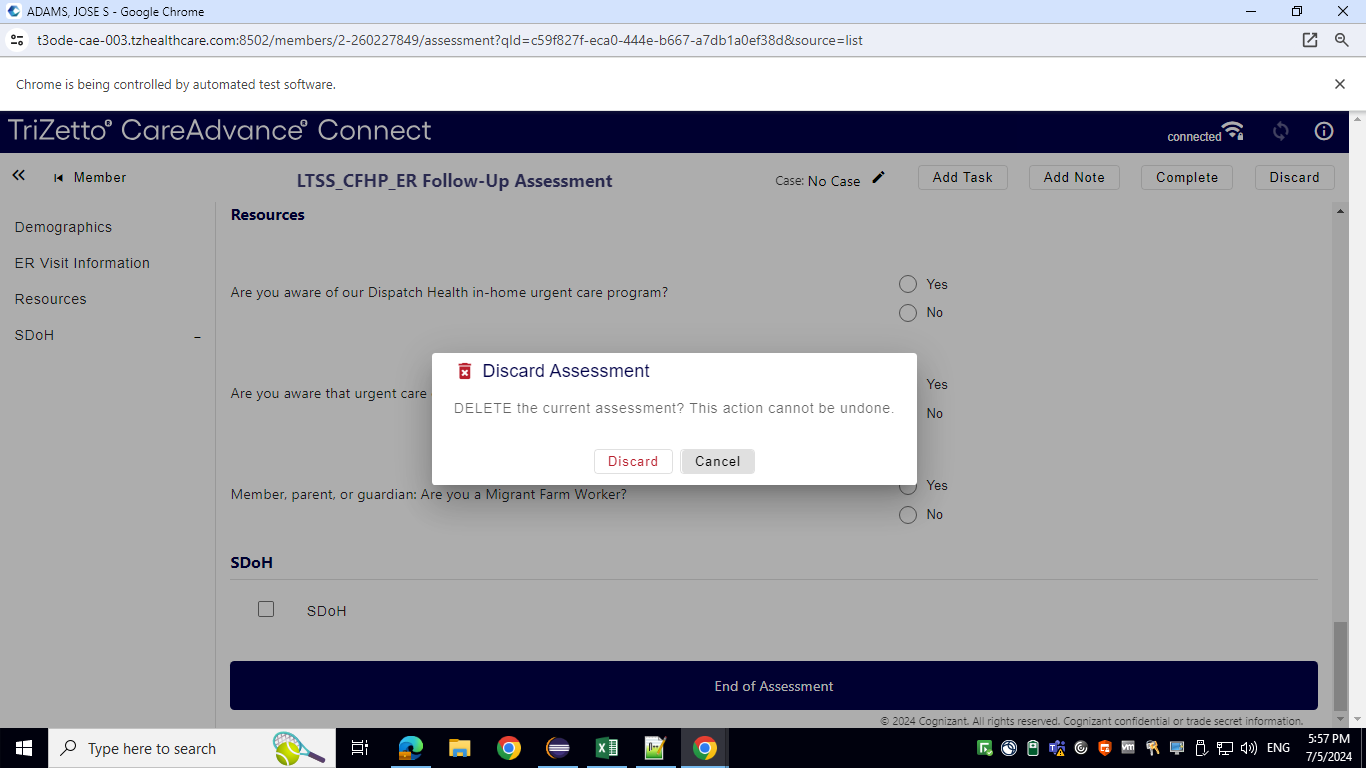 ADAMS, JOSE S - Google Chrome
t3ode-cae-003.tzhealthcare.com:8502/members/2-260227849/assessment?qId=c59f827f-eca0-444e-b667-a7db1a0ef38d&source=list
Chrome is being controlled by automated test software.
TriZetto® CareAdvance® Connect
connected
Member
LTSS_CFHP_ER Follow-Up Assessment
Case: No Case
Add Task
Add Note
Complete
Discard
Demographics
ER Visit Information
Resources
SDoH
Resources
Are you aware of our Dispatch Health in-home urgent care program?
Yes
No
Are you aware that urgent care
Yes
No
Discard Assessment
DELETE the current assessment? This action cannot be undone.
Discard
Cancel
Member, parent, or guardian: Are you a Migrant Farm Worker?
Yes
No
SDoH
SDoH
End of Assessment
© 2024 Cognizant. All rights reserved. Cognizant confidential or trade secret information.
Type here to search
ENG
5:57 PM
7/5/2024